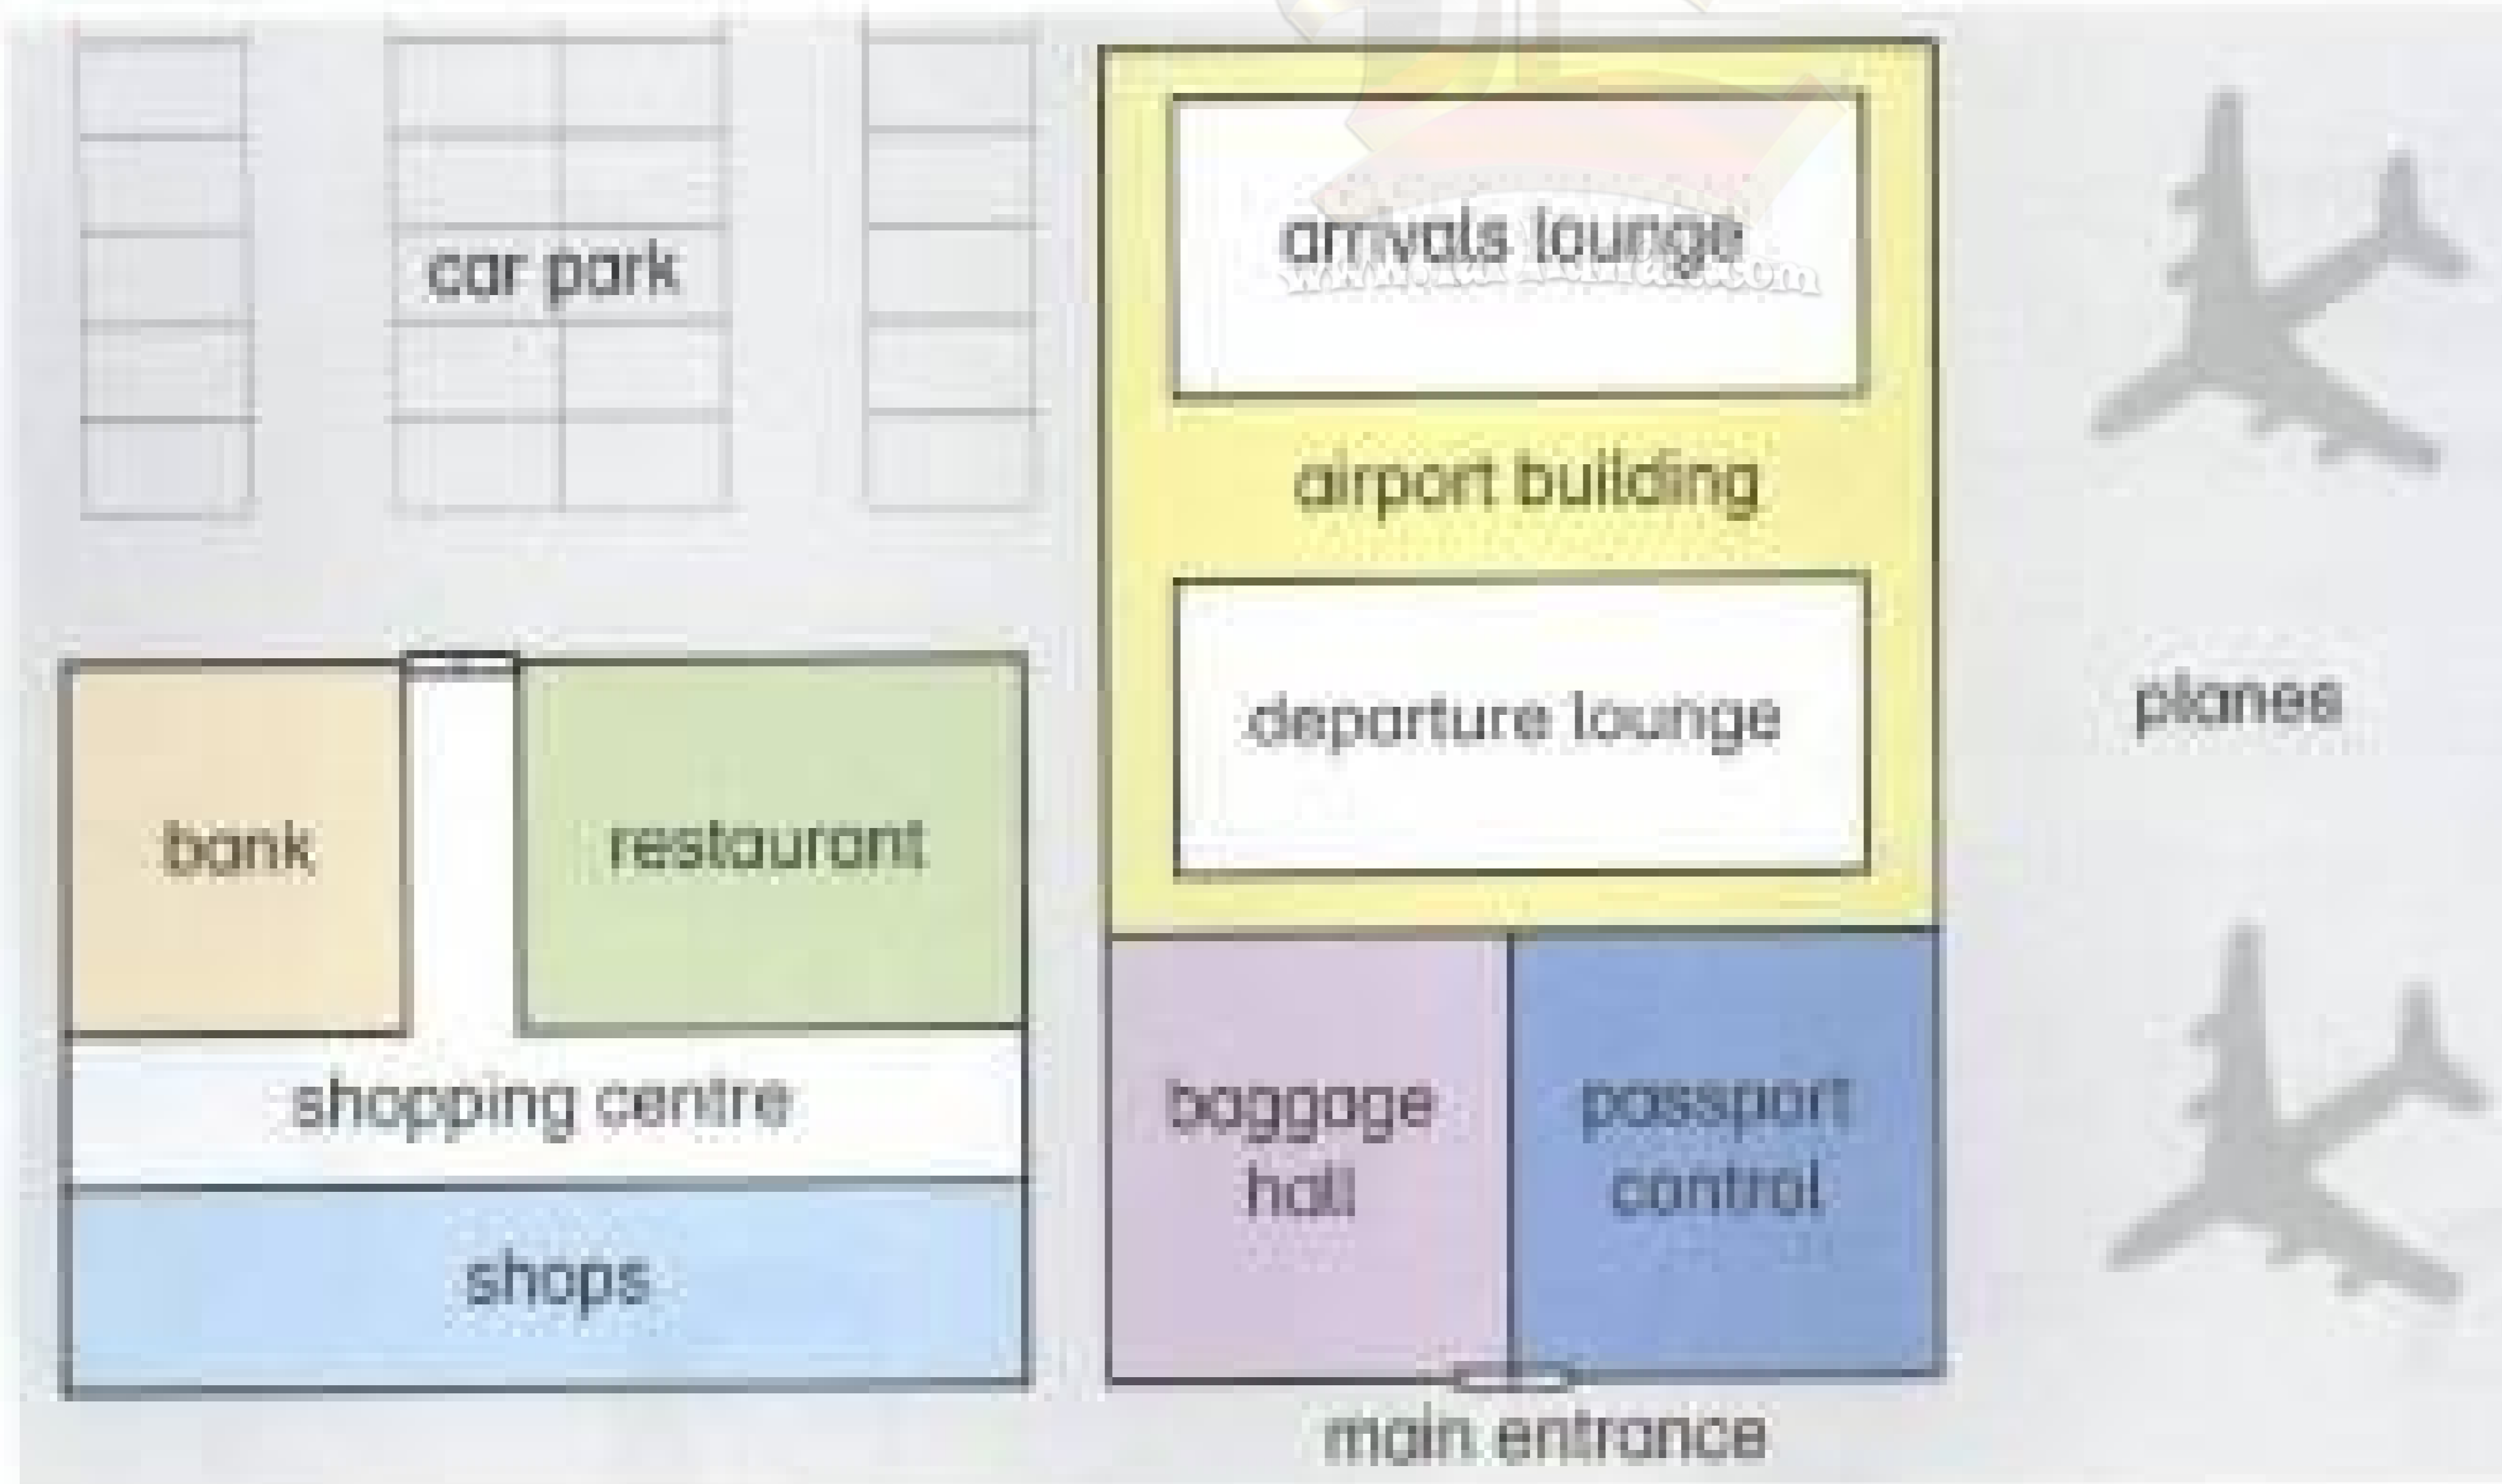 car park
arrivals lounge
airport building
departure lounge
planes
bank
restaurant
shopping centre
shops
baggage
hall
passport
control
main entrance